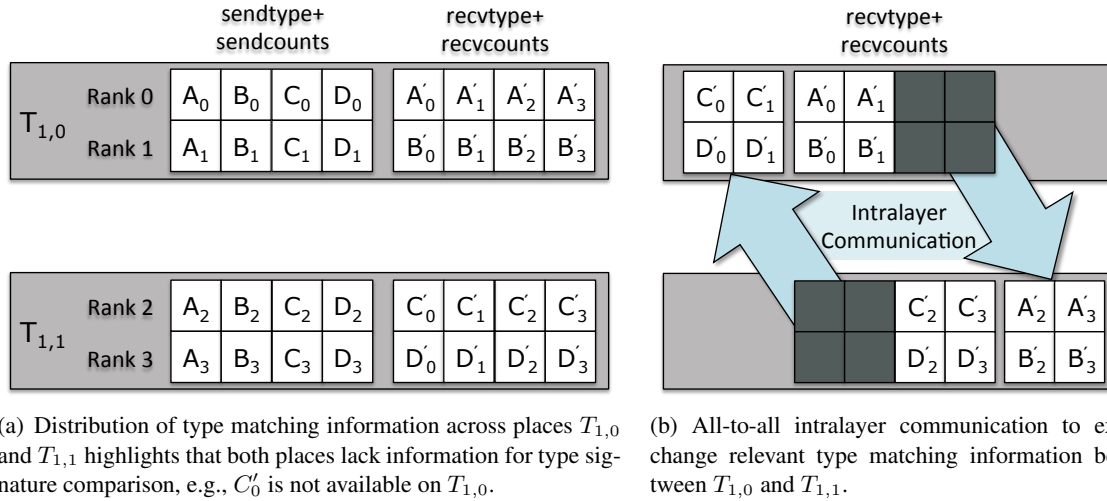 sendtype+ recvtype+
sendcounts recvcounts
T1,0
Rank 0 A0 B0 C0 D0 A'0 A'1 A'2 A'3
Rank 1 A1 B1 C1 D1 B'0 B'1 B'2 B'3
T1,1
Rank 2 A2 B2 C2 D2 C'0 C'1 C'2 C'3
Rank 3 A3 B3 C3 D3 D'0 D'1 D'2 D'3
(a) Distribution of type matching information across places T1,0
and T1,1 highlights that both places lack information for type sig-
nature comparison, e.g., C′0 is not available on T1,0.
recvtype+
recvcounts
C'0 C'1 A'0 A'1
D'0 D'1 B'0 B'1
Intralayer
Communication
C'2 C'3 A'2 A'3
D'2 D'3 B'2 B'3
(b) All-to-all intralayer communication to ex
change relevant type matching information be
tween T1,0 and T1,1.